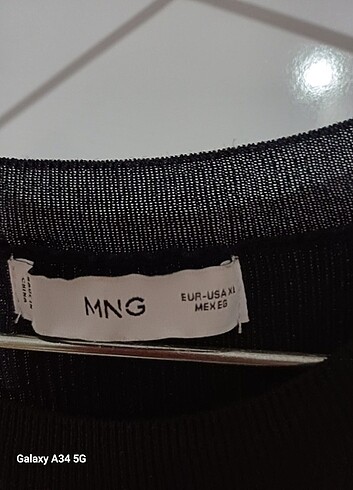 MNG
EUR-USA XL
MEX EG
Galaxy A34 5G